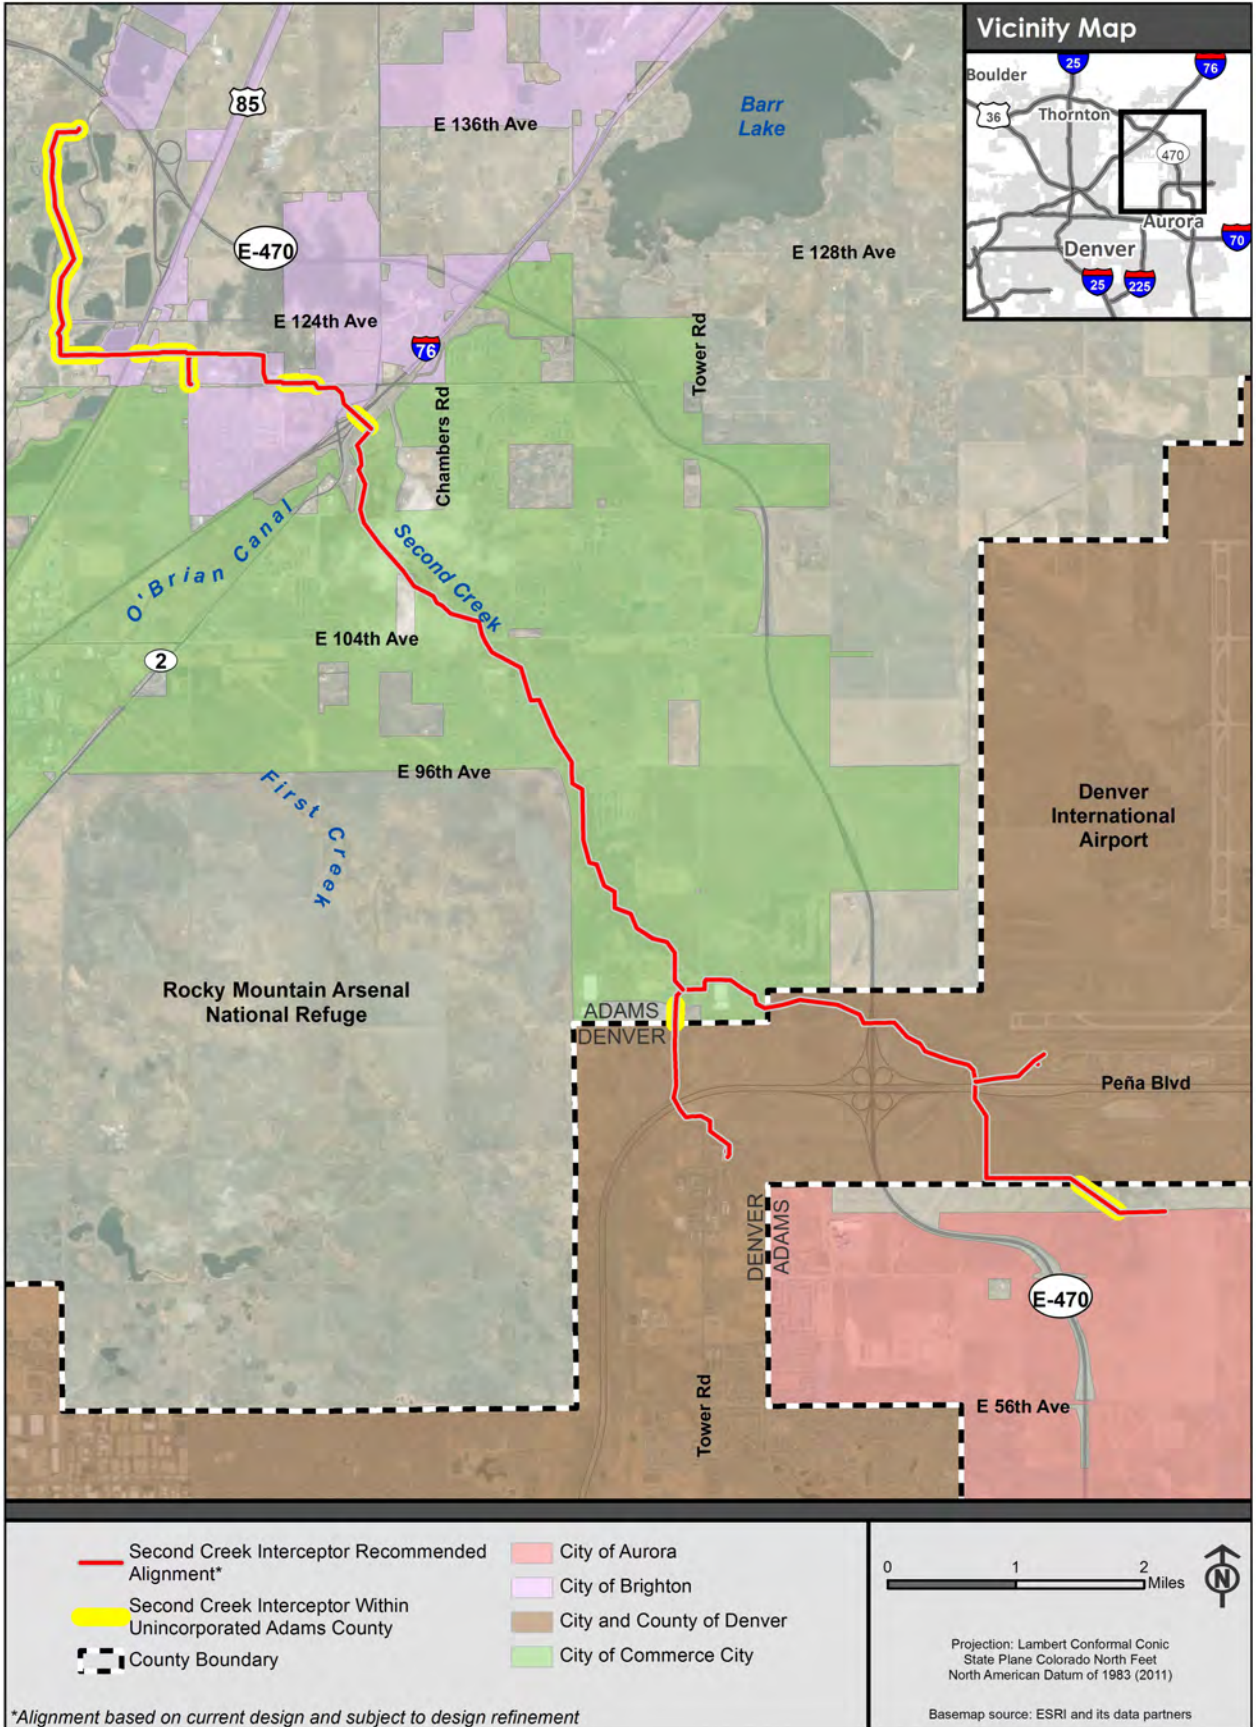 Vicinity Map
25
76
Boulder
36
Thornton
470
Aurora
Denver
70
25
225
85
E 136th Ave
Barr
Lake
E-470
E 128th Ave
E 124th Ave
76
Tower Rd
Chambers Rd
O'Brian Canal
Second Creek
E 104th Ave
2
E 96th Ave
First Creek
Denver
International
Airport
Rocky Mountain Arsenal
National Refuge
ADAMS
DENVER
Peña Blvd
DENVER
ADAMS
E-470
Tower Rd
E 56th Ave
Second Creek Interceptor Recommended
Alignment*
Second Creek Interceptor Within
Unincorporated Adams County
County Boundary
City of Aurora
City of Brighton
City and County of Denver
City of Commerce City
*Alignment based on current design and subject to design refinement
0 1 2 Miles
N
Projection: Lambert Conformal Conic
State Plane Colorado North Feet
North American Datum of 1983 (2011)
Basemap source: ESRI and its data partners